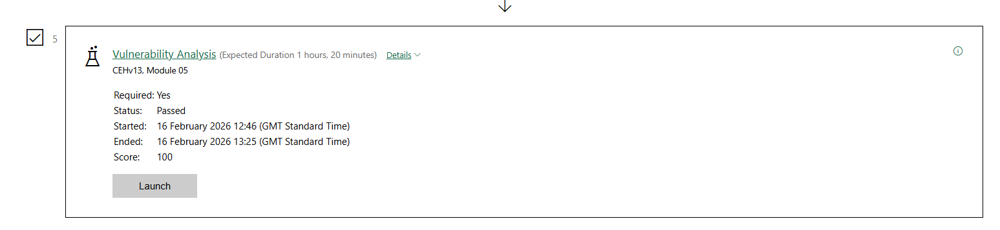 5
Vulnerability Analysis (Expected Duration 1 hours, 20 minutes) Details
CEHv13, Module 05
Required: Yes
Status: Passed
Started: 16 February 2026 12:46 (GMT Standard Time)
Ended: 16 February 2026 13:25 (GMT Standard Time)
Score: 100
Launch